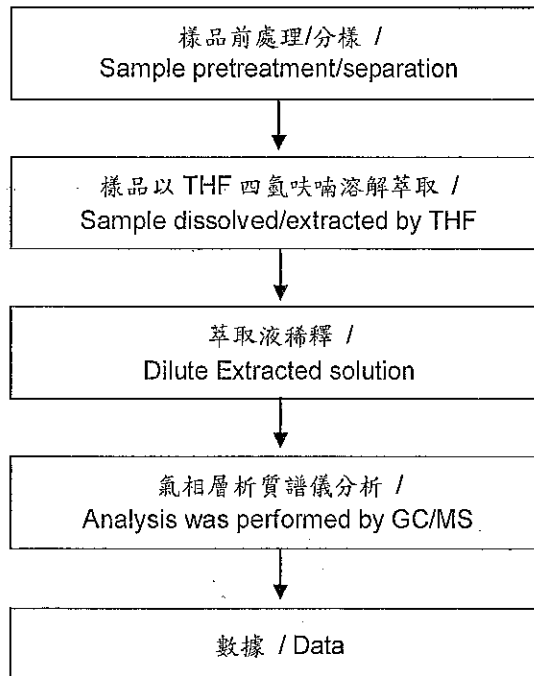 樣品前處理/分樣 /
Sample pretreatment/separation
樣品以 THF 四氫呋喃溶解萃取 /
Sample dissolved/extracted by THF
萃取液稀釋 /
Dilute Extracted solution
氣相層析質譜儀分析 /
Analysis was performed by GC/MS
數據 / Data